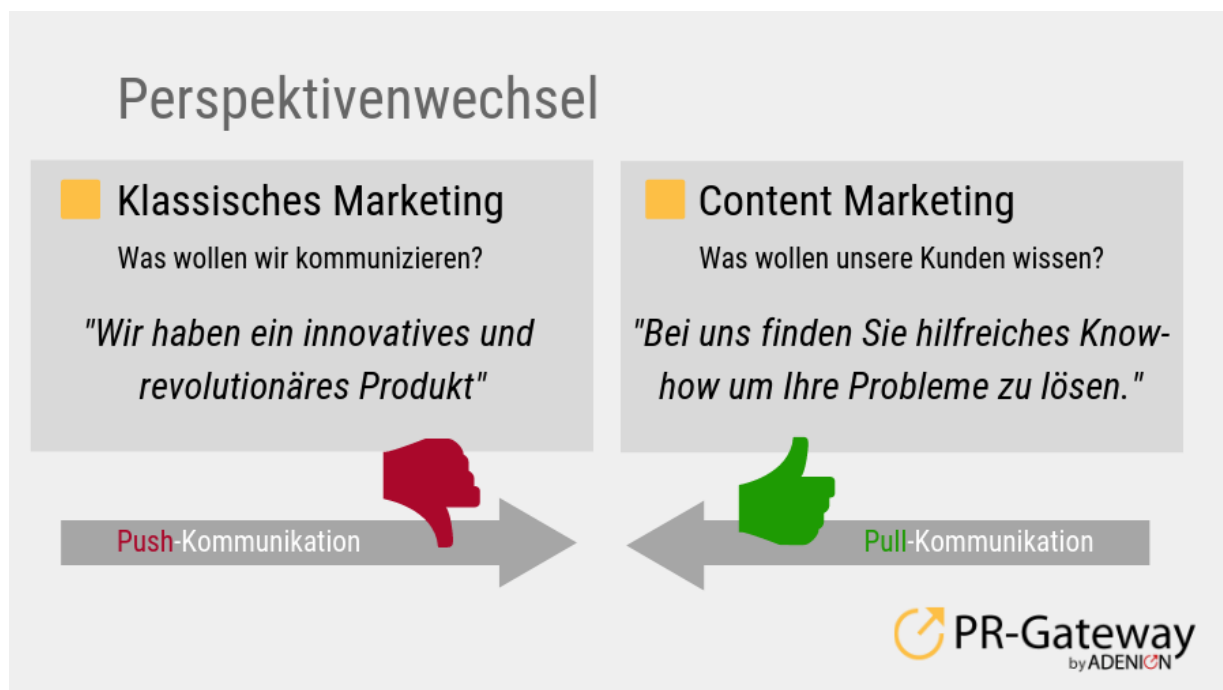 Perspektivenwechsel
Klassisches Marketing
Was wollen wir kommunizieren?
"Wir haben ein innovatives und
revolutionäres Produkt"
Push-Kommunikation
Content Marketing
Was wollen unsere Kunden wissen?
"Bei uns finden Sie hilfreiches Know-
how um Ihre Probleme zu lösen."
Pull-Kommunikation
PR-Gateway
by ADENION